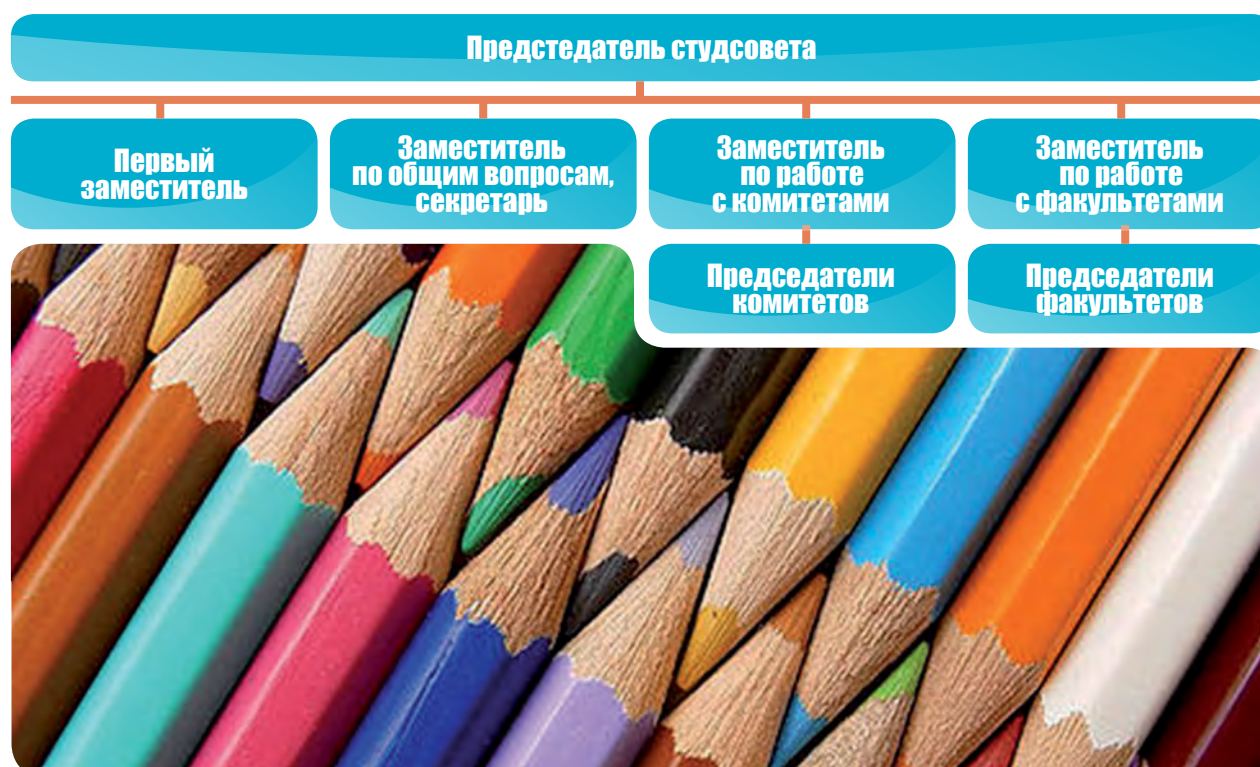 Предстедатель студсовета
Первый
заместитель
Заместитель
по общим вопросам,
секретарь
Заместитель
по работе
с комитетами
Заместитель
по работе
с факультетами
Председатели
комитетов
Председатели
факультетов